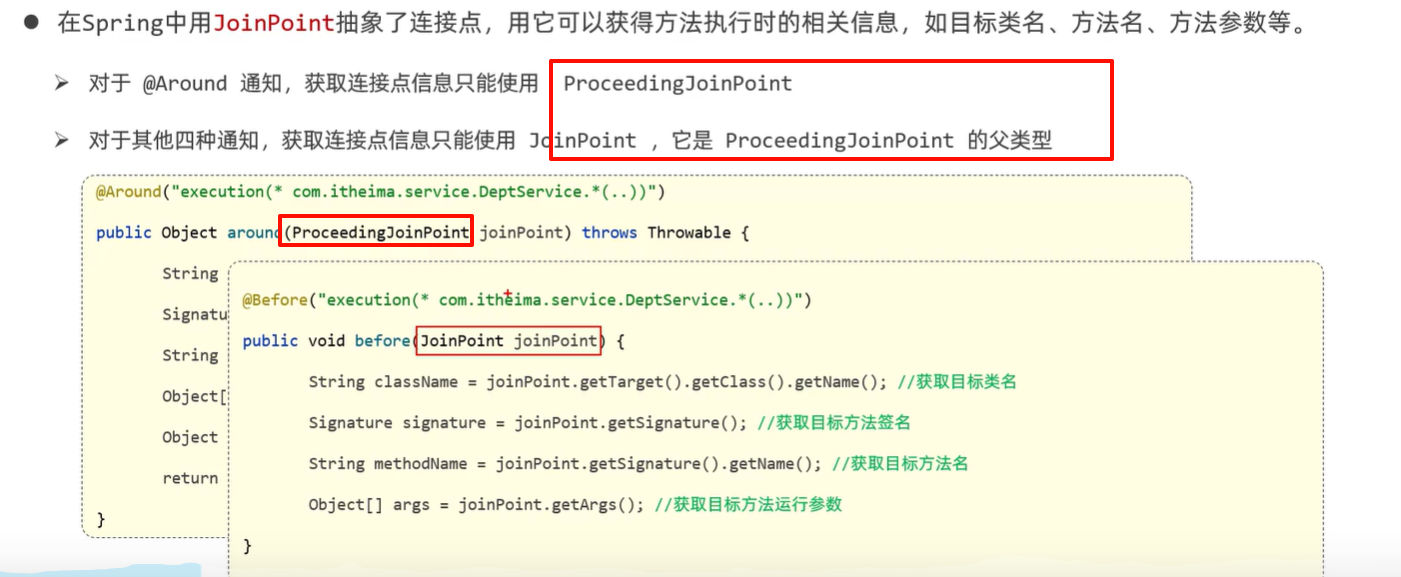 ● 在Spring中用JoinPoint抽象了连接点，用它可以获得方法执行时的相关信息，如目标类名、方法名、方法参数等。
➢ 对于 @Around 通知，获取连接点信息只能使用 ProceedingJoinPoint
➢ 对于其他四种通知，获取连接点信息只能使用 JoinPoint ，它是 ProceedingJoinPoint 的父类型
@Around("execution(* com.itheima.service.DeptService.*(..))")
public Object around(ProceedingJoinPoint joinPoint) throws Throwable {
String
Signatu
String
Object[
Object
return
}
@Before("execution(* com.itheima.service.DeptService.*(..))")
public void before(JoinPoint joinPoint) {
String className = joinPoint.getTarget().getClass().getName(); //获取目标类名
Signature signature = joinPoint.getSignature(); //获取目标方法签名
String methodName = joinPoint.getSignature().getName(); //获取目标方法名
Object[] args = joinPoint.getArgs(); //获取目标方法运行参数
}